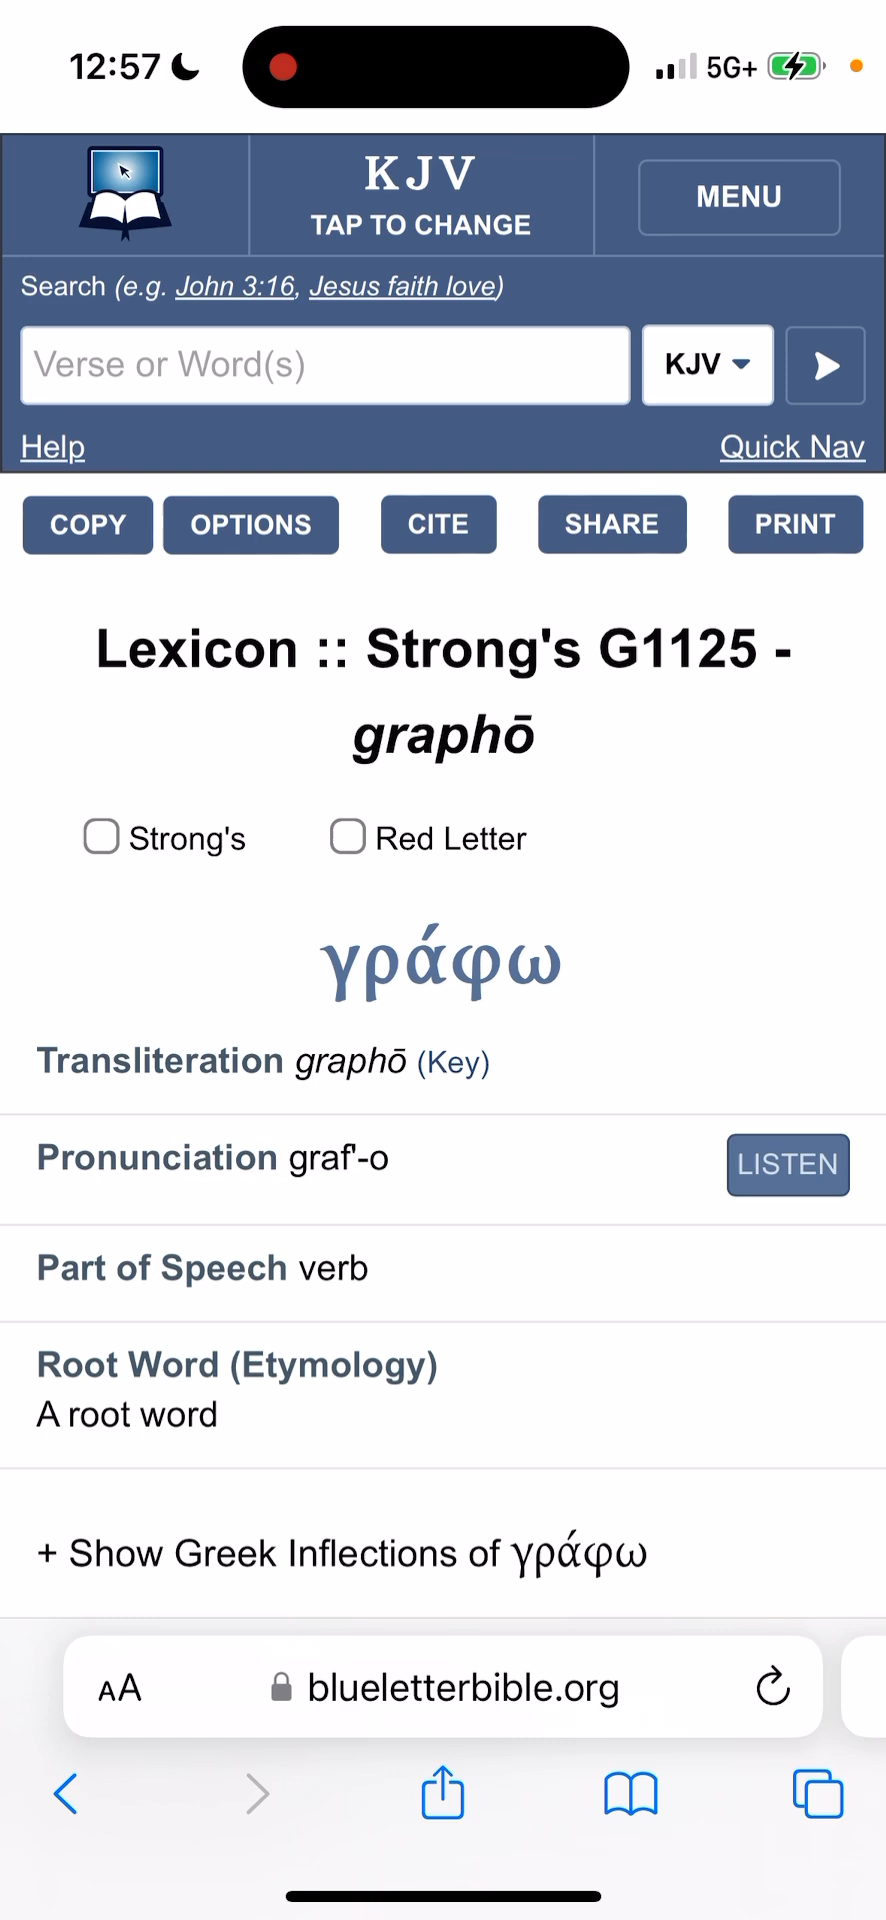 12:57 5G+
KJV
TAP TO CHANGE
MENU
Search (e.g. John 3:16, Jesus faith love)
Verse or Word(s) KJV
Help Quick Nav
COPY OPTIONS CITE SHARE PRINT
Lexicon :: Strong's G1125 -
graphō
Strong's Red Letter
γράφω
Transliteration graphō (Key)
Pronunciation graf'-o LISTEN
Part of Speech verb
Root Word (Etymology)
A root word
+ Show Greek Inflections of γράφω
AA blueletterbible.org